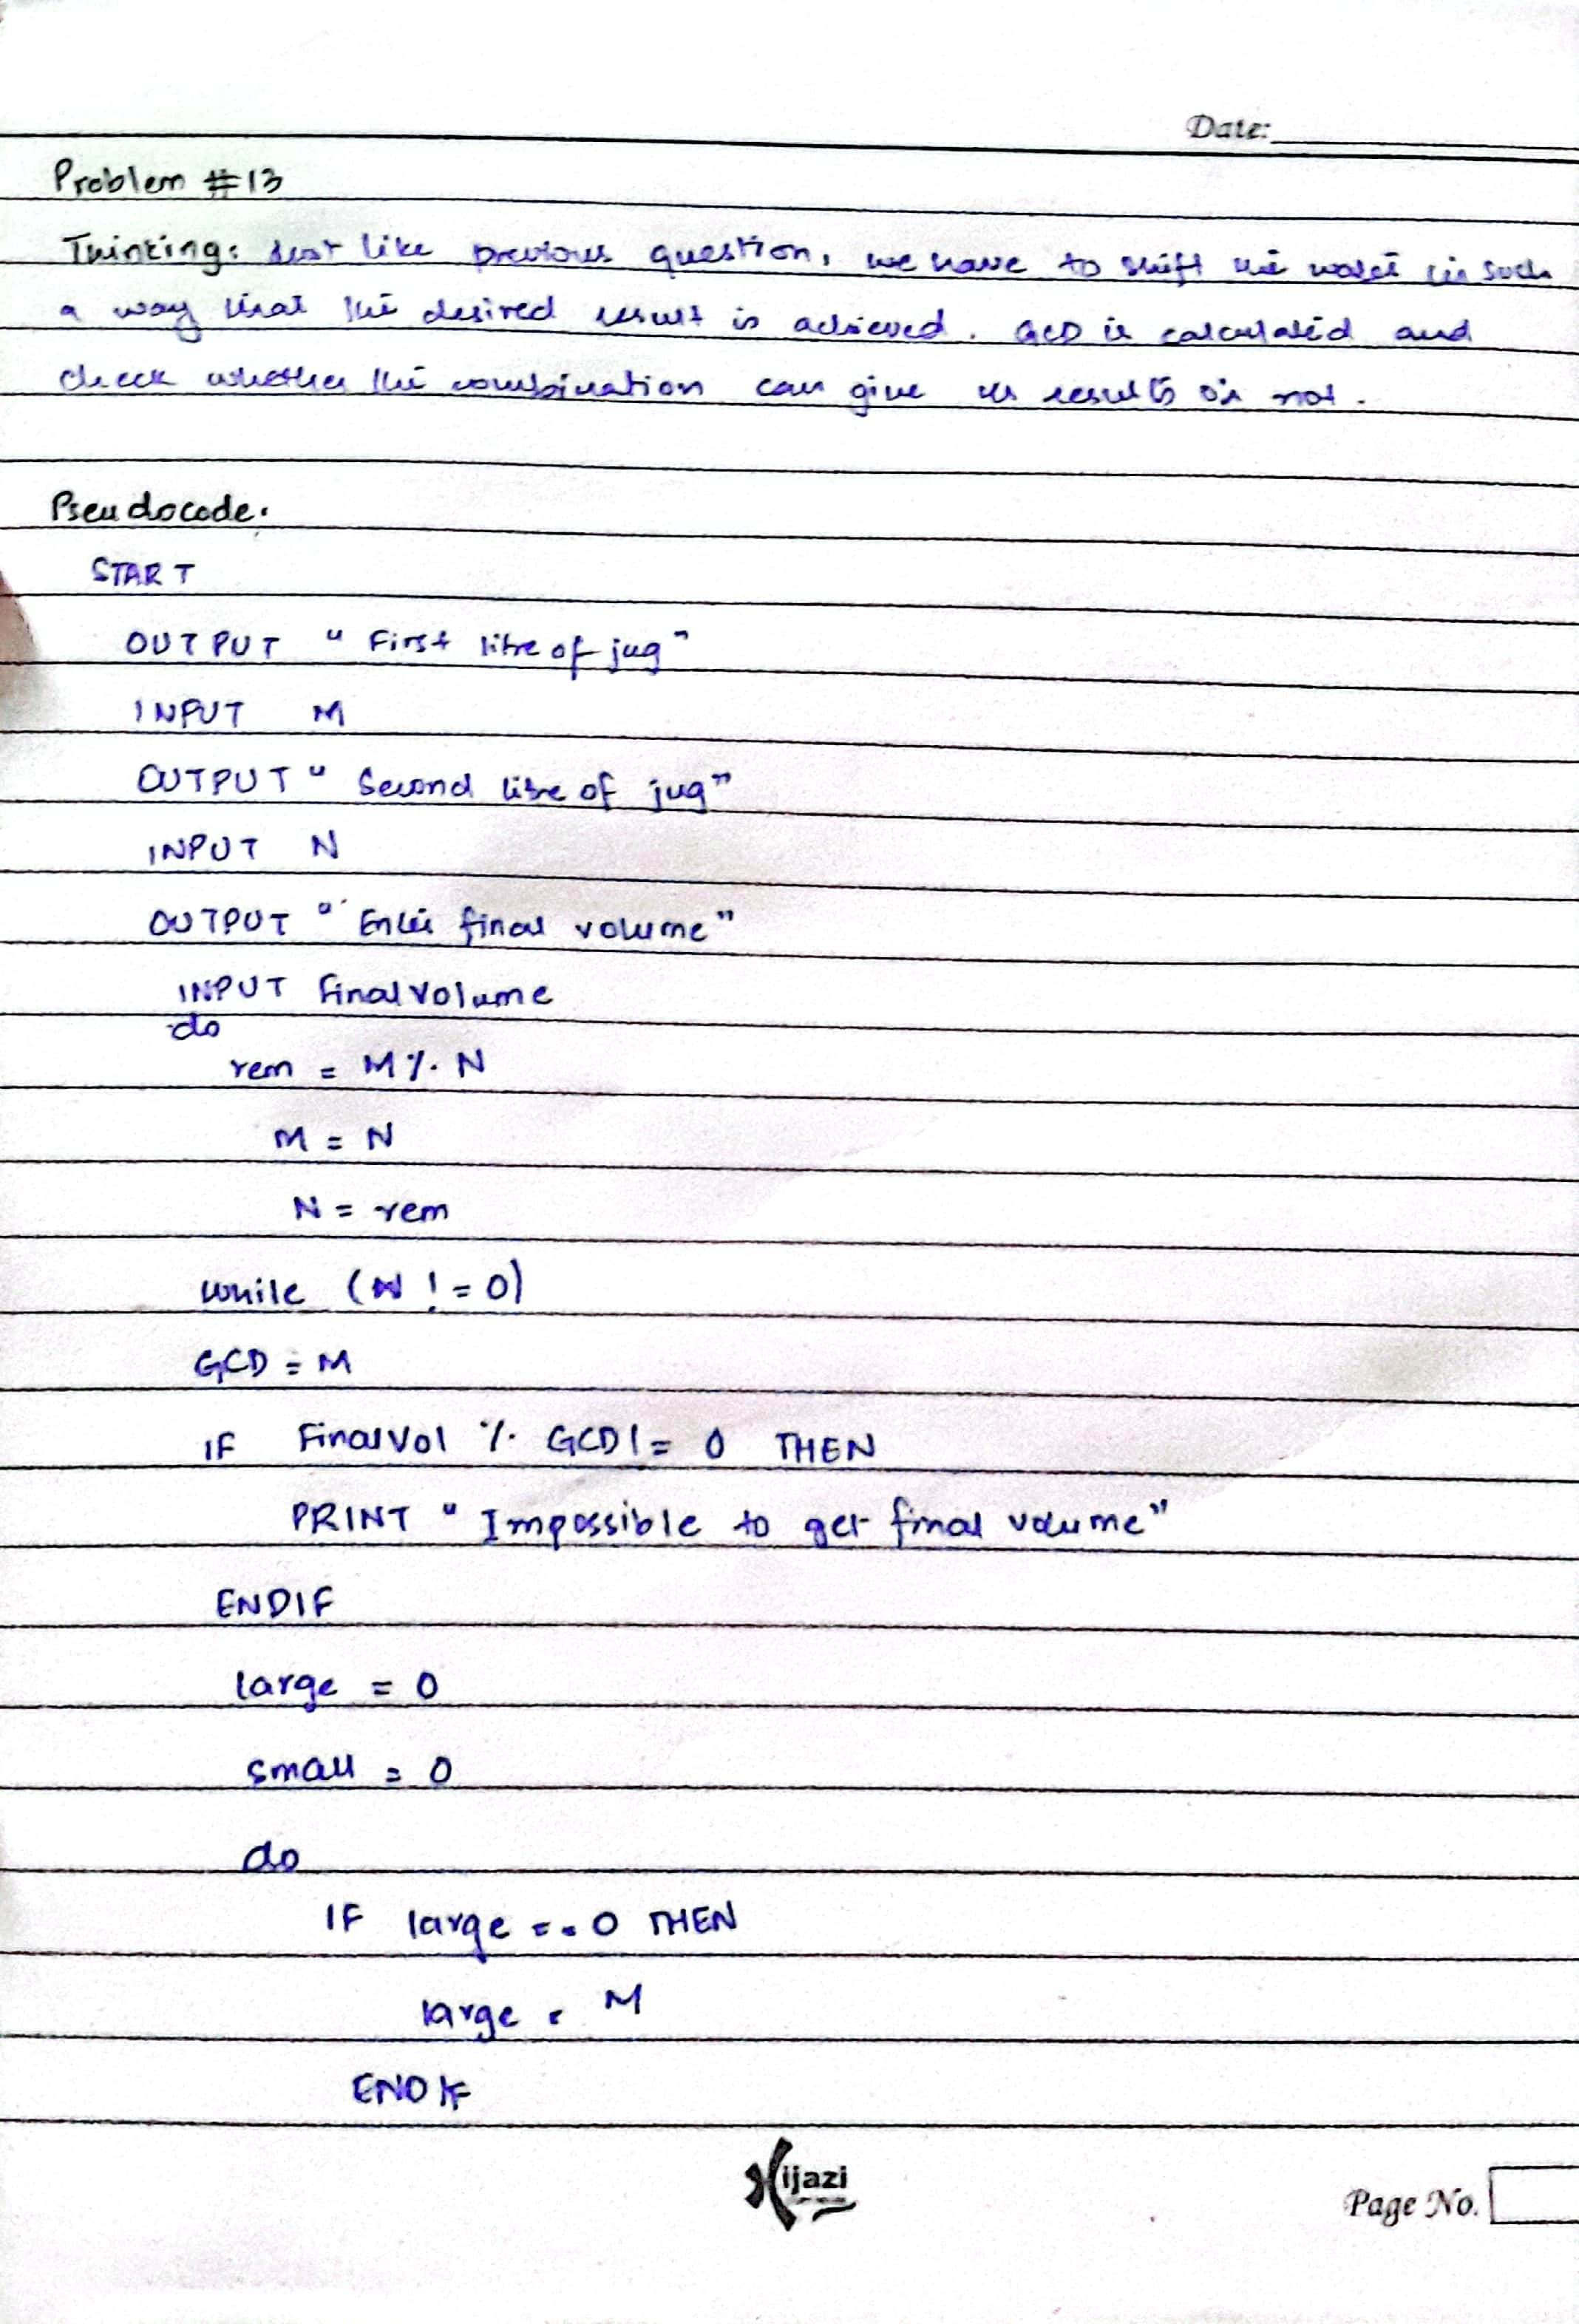 Date:
Problem #13
Thinking: Just like previous question, we have to shift the water in such
a way that the desired result is achieved. GCD is calculated and
check whether the combination can give us results or not.
Pseudocode:
START
OUTPUT "First litre of jug"
INPUT M
OUTPUT "Second litre of jug"
INPUT N
OUTPUT "Enter final volume"
INPUT finalvolume
do
rem = M % N
M = N
N = rem
while (N != 0)
GCD = M
IF Finalvol % GCD != 0 THEN
PRINT "Impossible to get final volume"
ENDIF
large = 0
small = 0
do
IF large == 0 THEN
large = M
ENDIF
Hijazi
Page No.